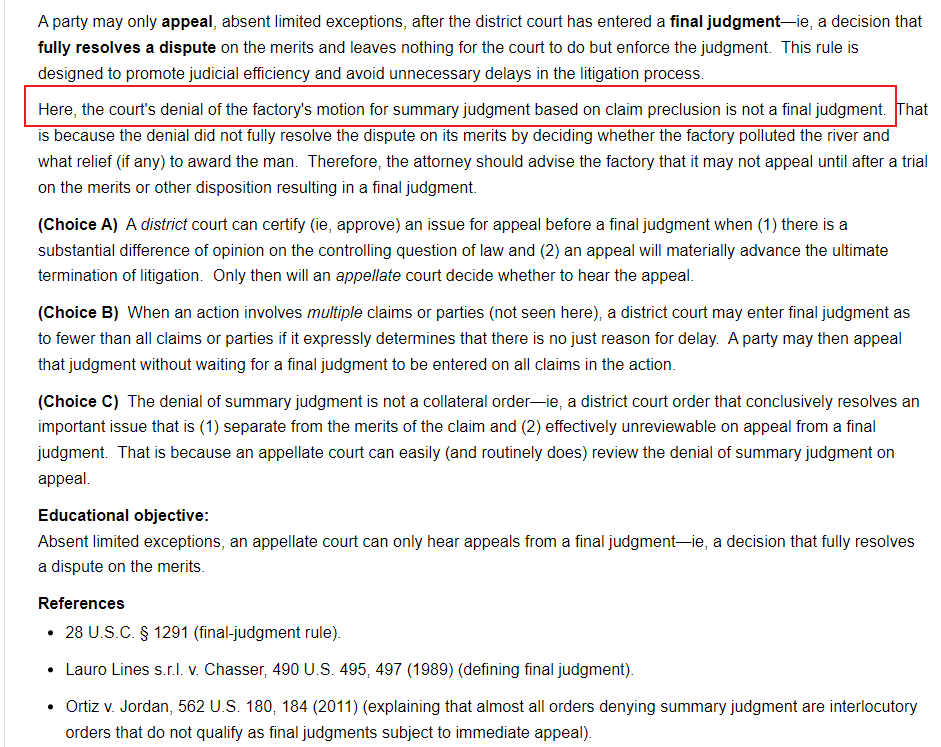 A party may only appeal, absent limited exceptions, after the district court has entered a final judgment—ie, a decision that
fully resolves a dispute on the merits and leaves nothing for the court to do but enforce the judgment. This rule is
designed to promote judicial efficiency and avoid unnecessary delays in the litigation process.
Here, the court's denial of the factory's motion for summary judgment based on claim preclusion is not a final judgment. That
is because the denial did not fully resolve the dispute on its merits by deciding whether the factory polluted the river and
what relief (if any) to award the man. Therefore, the attorney should advise the factory that it may not appeal until after a trial
on the merits or other disposition resulting in a final judgment.
(Choice A) A district court can certify (ie, approve) an issue for appeal before a final judgment when (1) there is a
substantial difference of opinion on the controlling question of law and (2) an appeal will materially advance the ultimate
termination of litigation. Only then will an appellate court decide whether to hear the appeal.
(Choice B) When an action involves multiple claims or parties (not seen here), a district court may enter final judgment as
to fewer than all claims or parties if it expressly determines that there is no just reason for delay. A party may then appeal
that judgment without waiting for a final judgment to be entered on all claims in the action.
(Choice C) The denial of summary judgment is not a collateral order—ie, a district court order that conclusively resolves an
important issue that is (1) separate from the merits of the claim and (2) effectively unreviewable on appeal from a final
judgment. That is because an appellate court can easily (and routinely does) review the denial of summary judgment on
appeal.
Educational objective:
Absent limited exceptions, an appellate court can only hear appeals from a final judgment—ie, a decision that fully resolves
a dispute on the merits.
References
• 28 U.S.C. § 1291 (final-judgment rule).
• Lauro Lines s.r.l. v. Chasser, 490 U.S. 495, 497 (1989) (defining final judgment).
• Ortiz v. Jordan, 562 U.S. 180, 184 (2011) (explaining that almost all orders denying summary judgment are interlocutory
orders that do not qualify as final judgments subject to immediate appeal).